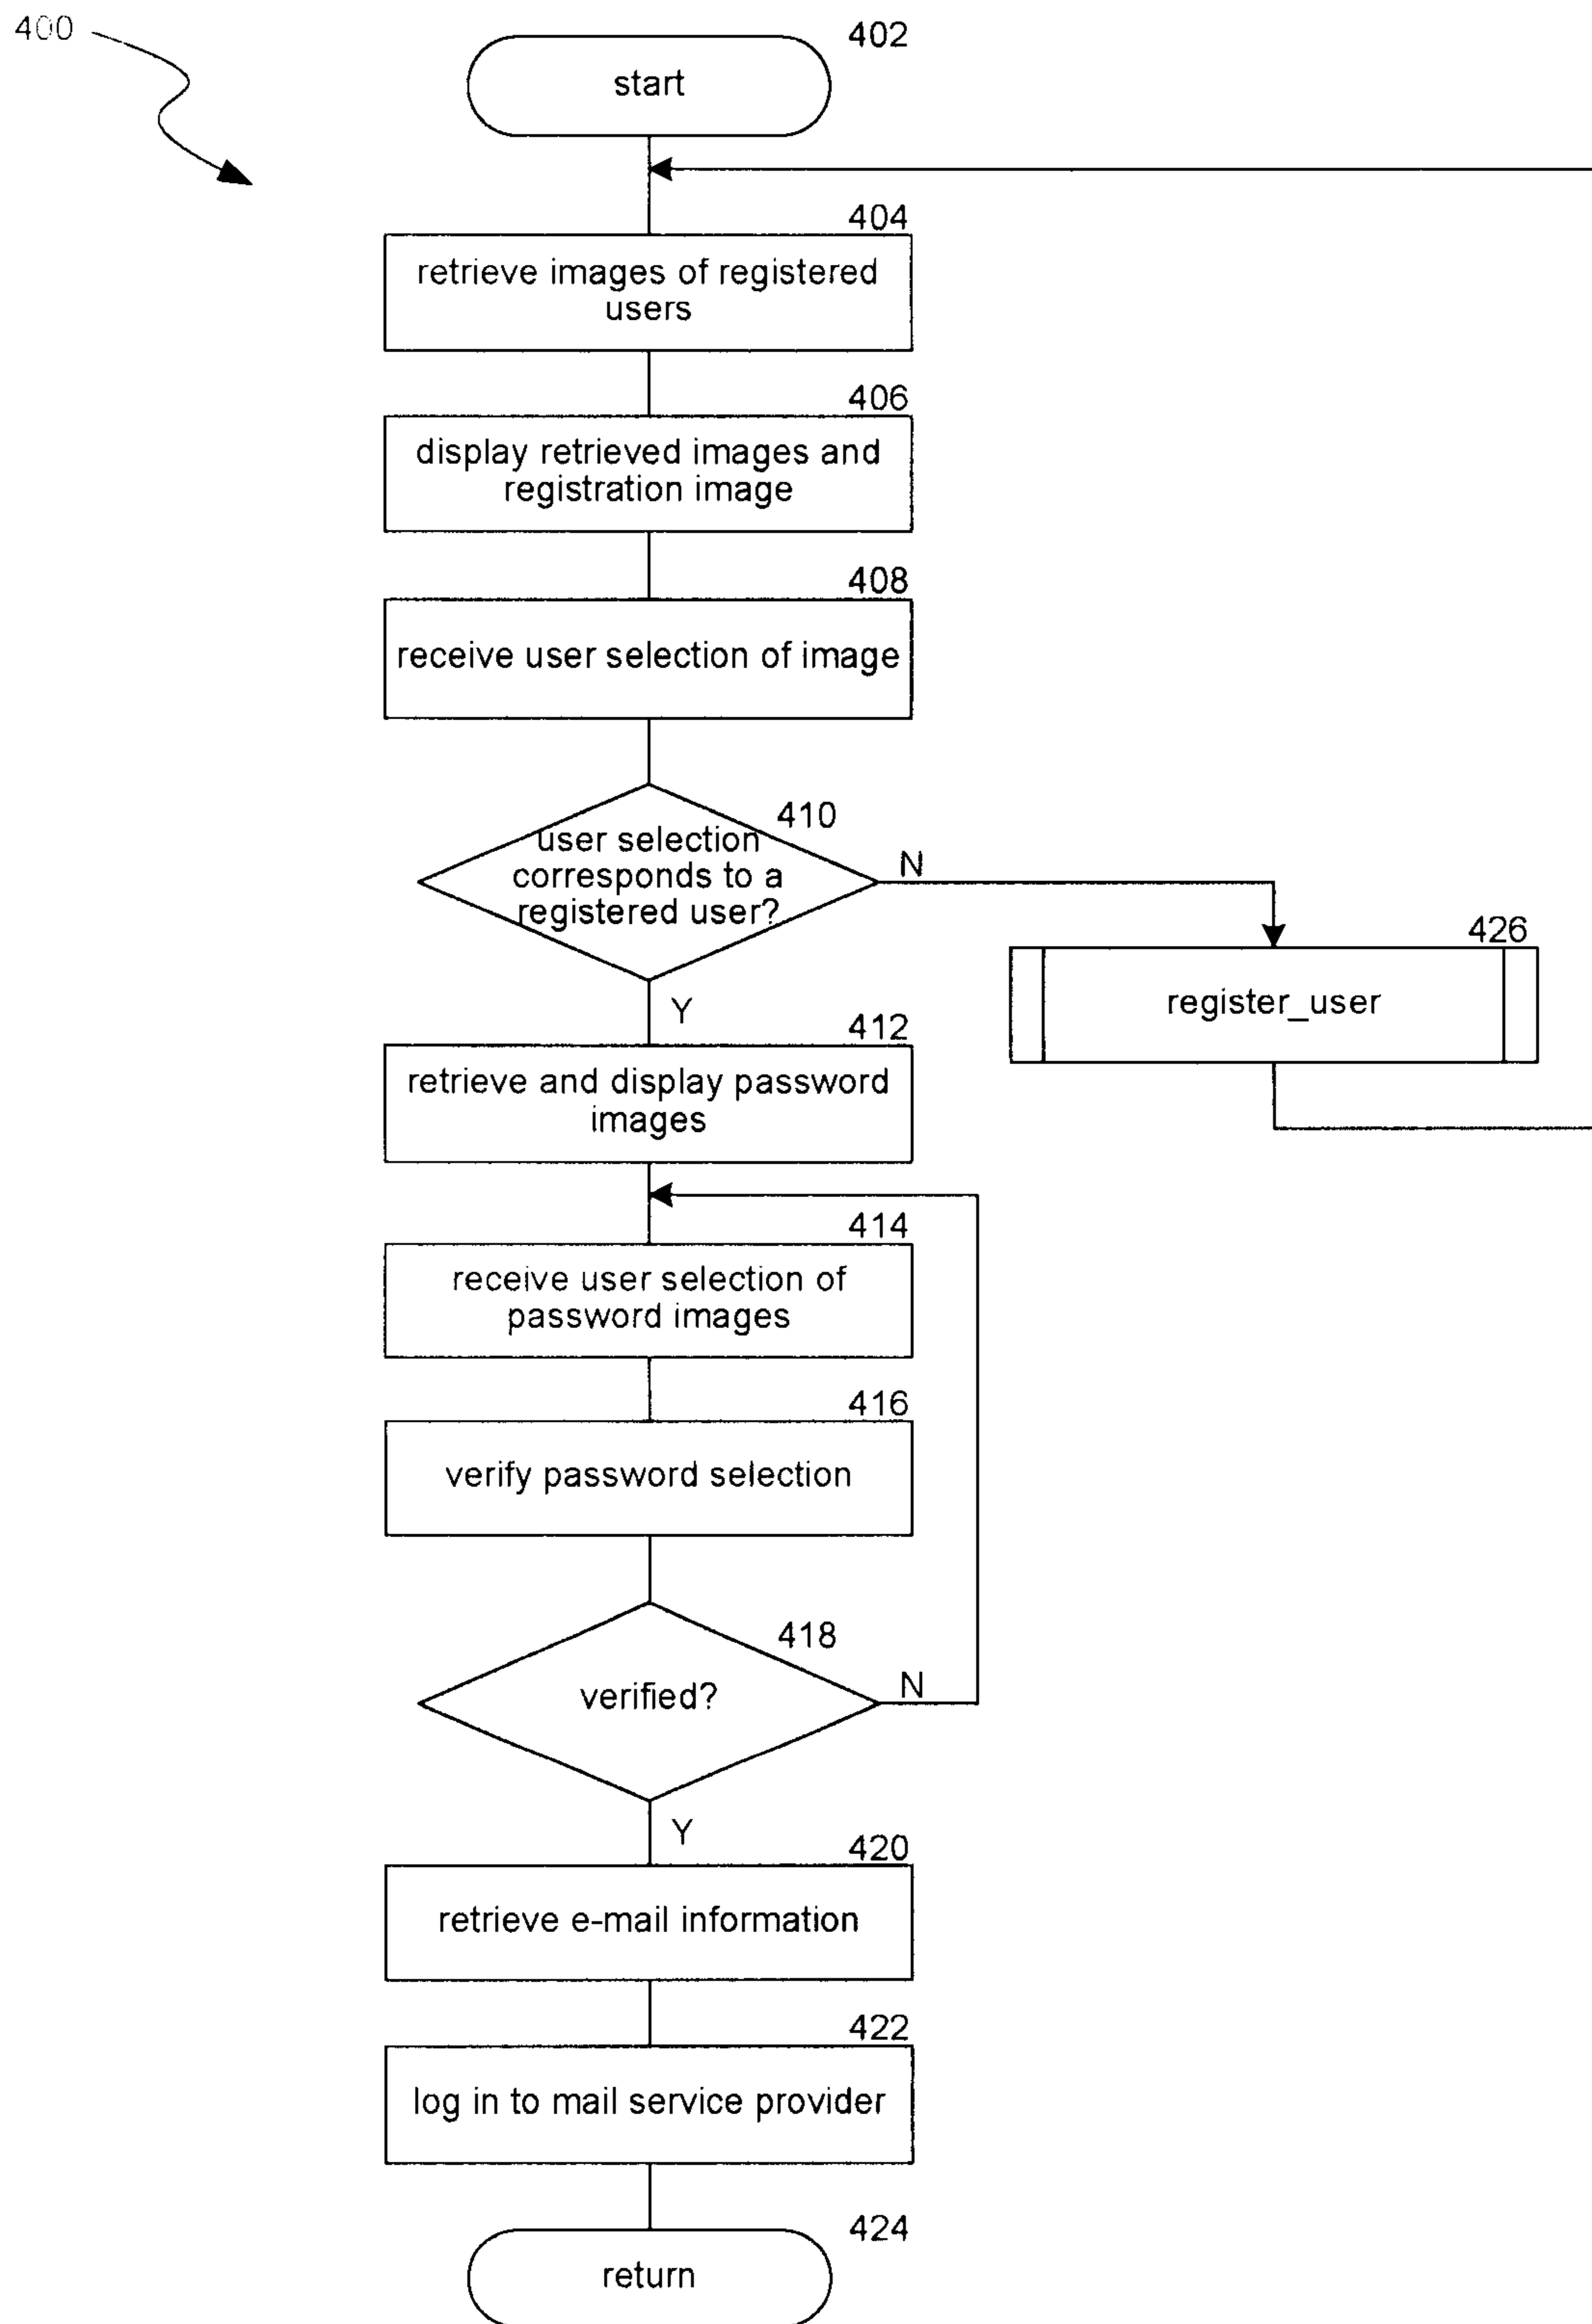 400
402
start
404
retrieve images of registered
users
406
display retrieved images and
registration image
408
receive user selection of image
410
user selection
corresponds to a
registered user?
N
426
register_user
Y
412
retrieve and display password
images
414
receive user selection of
password images
416
verify password selection
418
verified?
N
Y
420
retrieve e-mail information
422
log in to mail service provider
424
return